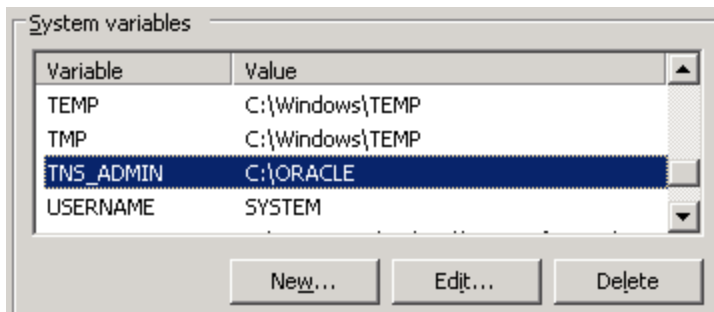 System variables
Variable Value
TEMP C:\Windows\TEMP
TMP C:\Windows\TEMP
TNS_ADMIN C:\ORACLE
USERNAME SYSTEM
New... Edit... Delete